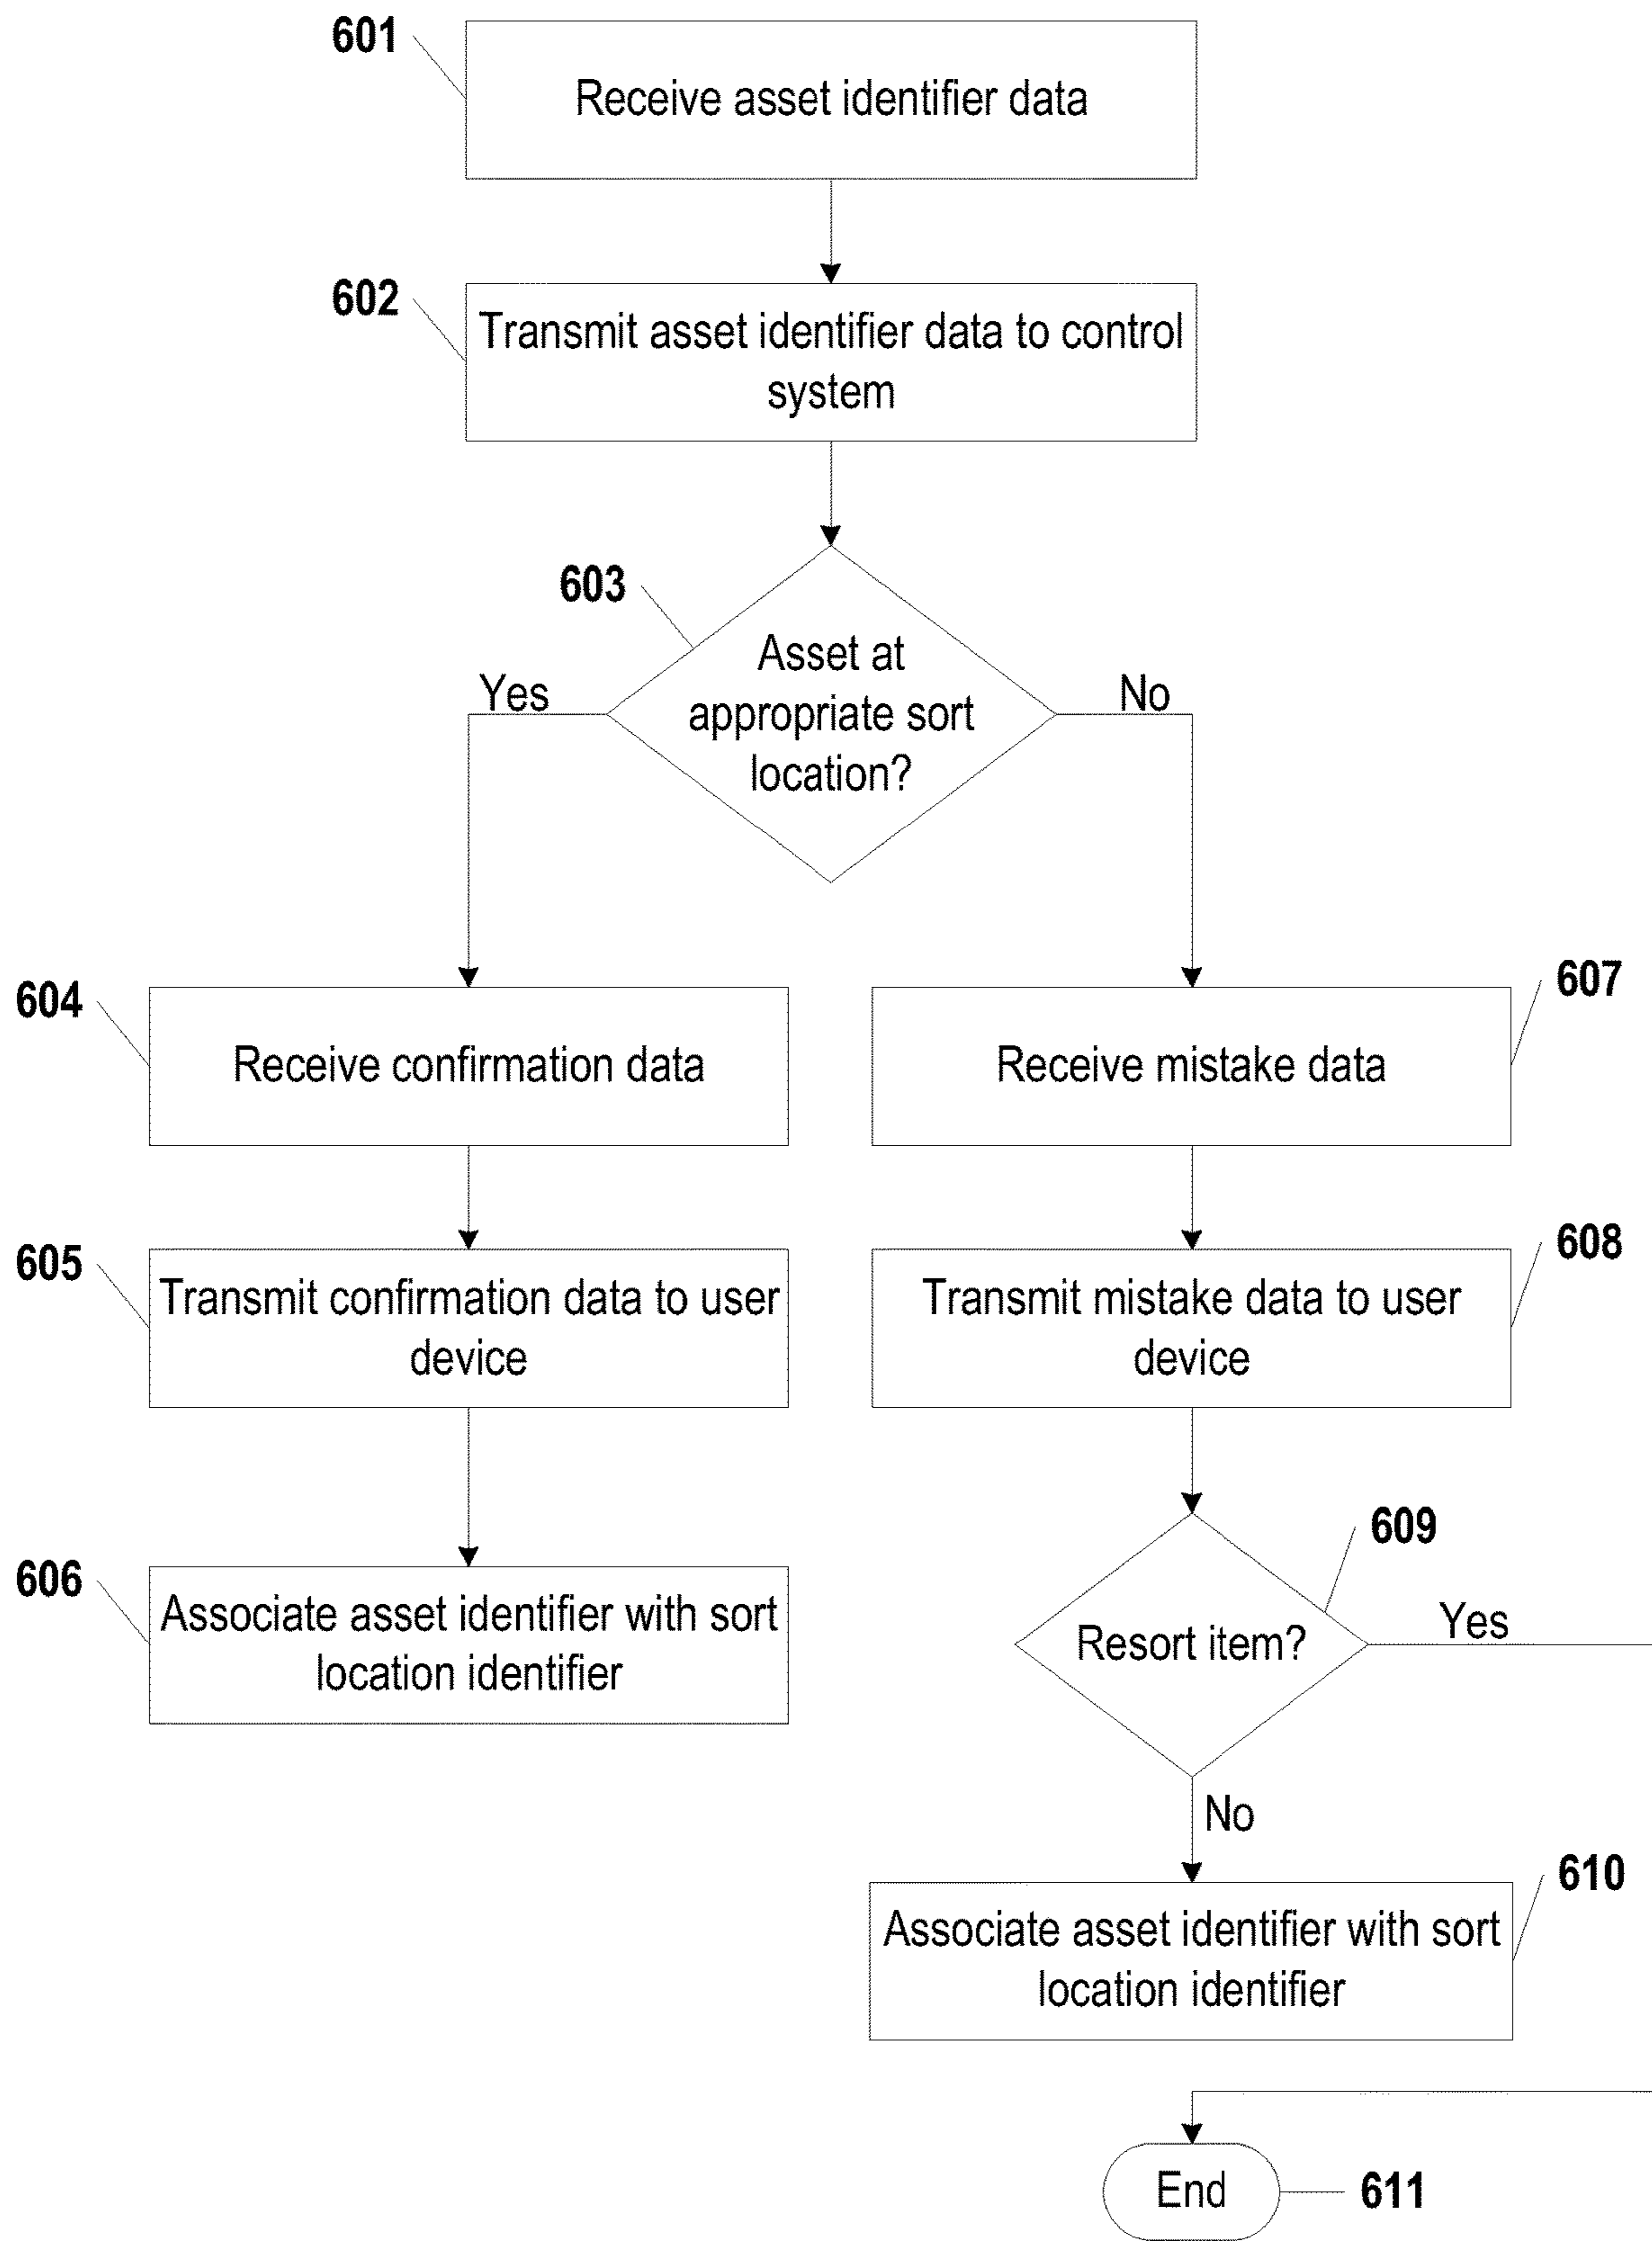 601
Receive asset identifier data
602
Transmit asset identifier data to control
system
603
Asset at
appropriate sort
location?
Yes
No
604
Receive confirmation data
607
Receive mistake data
605
Transmit confirmation data to user
device
608
Transmit mistake data to user
device
606
Associate asset identifier with sort
location identifier
609
Resort item?
Yes
No
610
Associate asset identifier with sort
location identifier
End
611